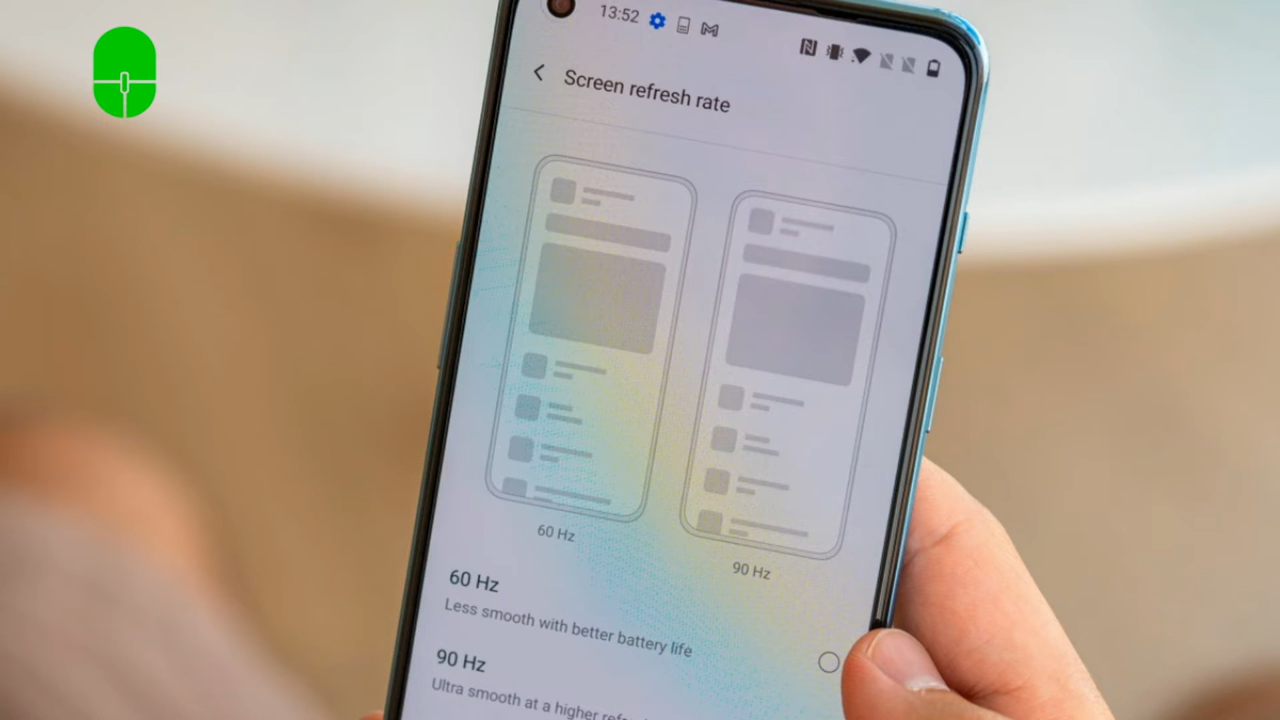 13:52
Screen refresh rate
60 Hz
90 Hz
60 Hz
Less smooth with better battery life
90 Hz
Ultra smooth at a higher